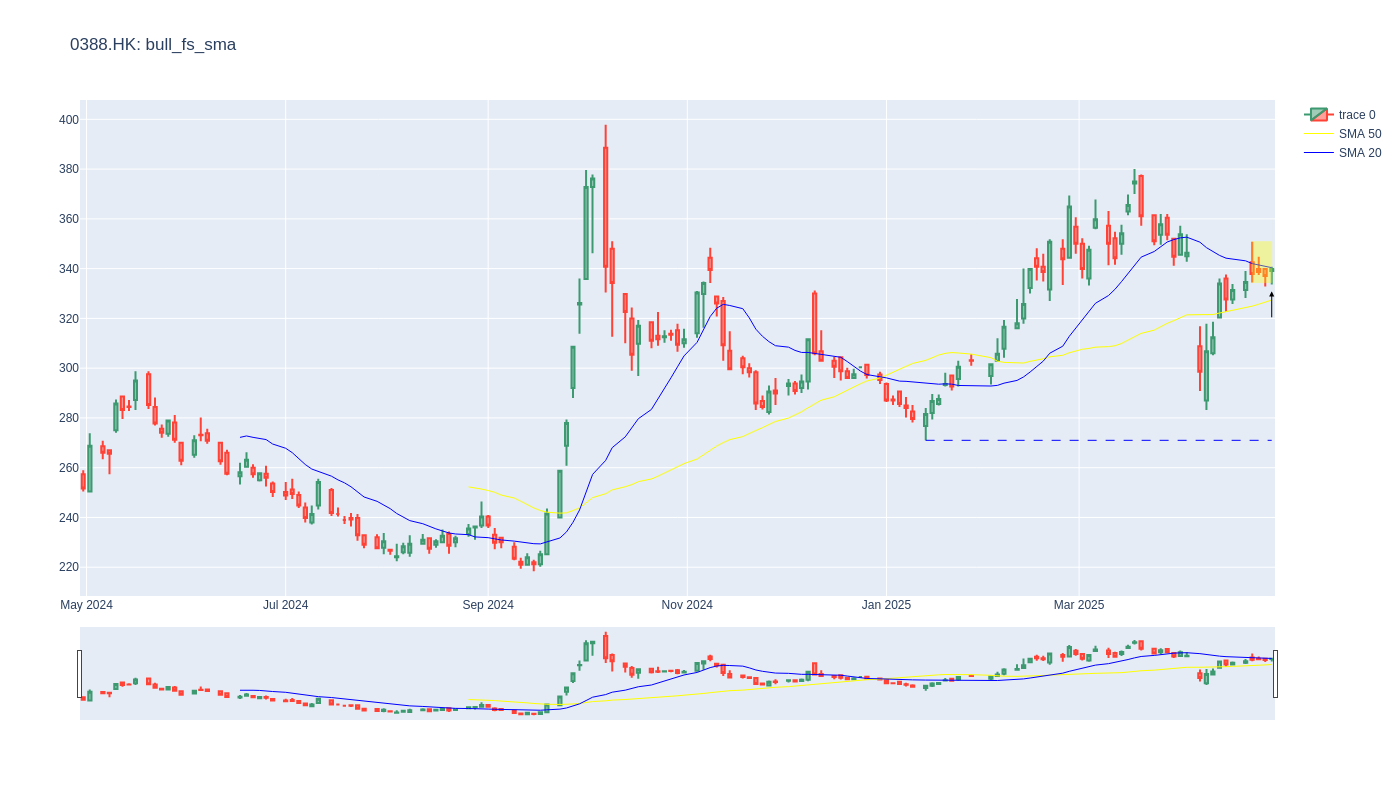 0388.HK: bull_fs_sma
trace 0
SMA 50
SMA 20
400
380
360
340
320
300
280
260
240
220
May 2024
Jul 2024
Sep 2024
Nov 2024
Jan 2025
Mar 2025